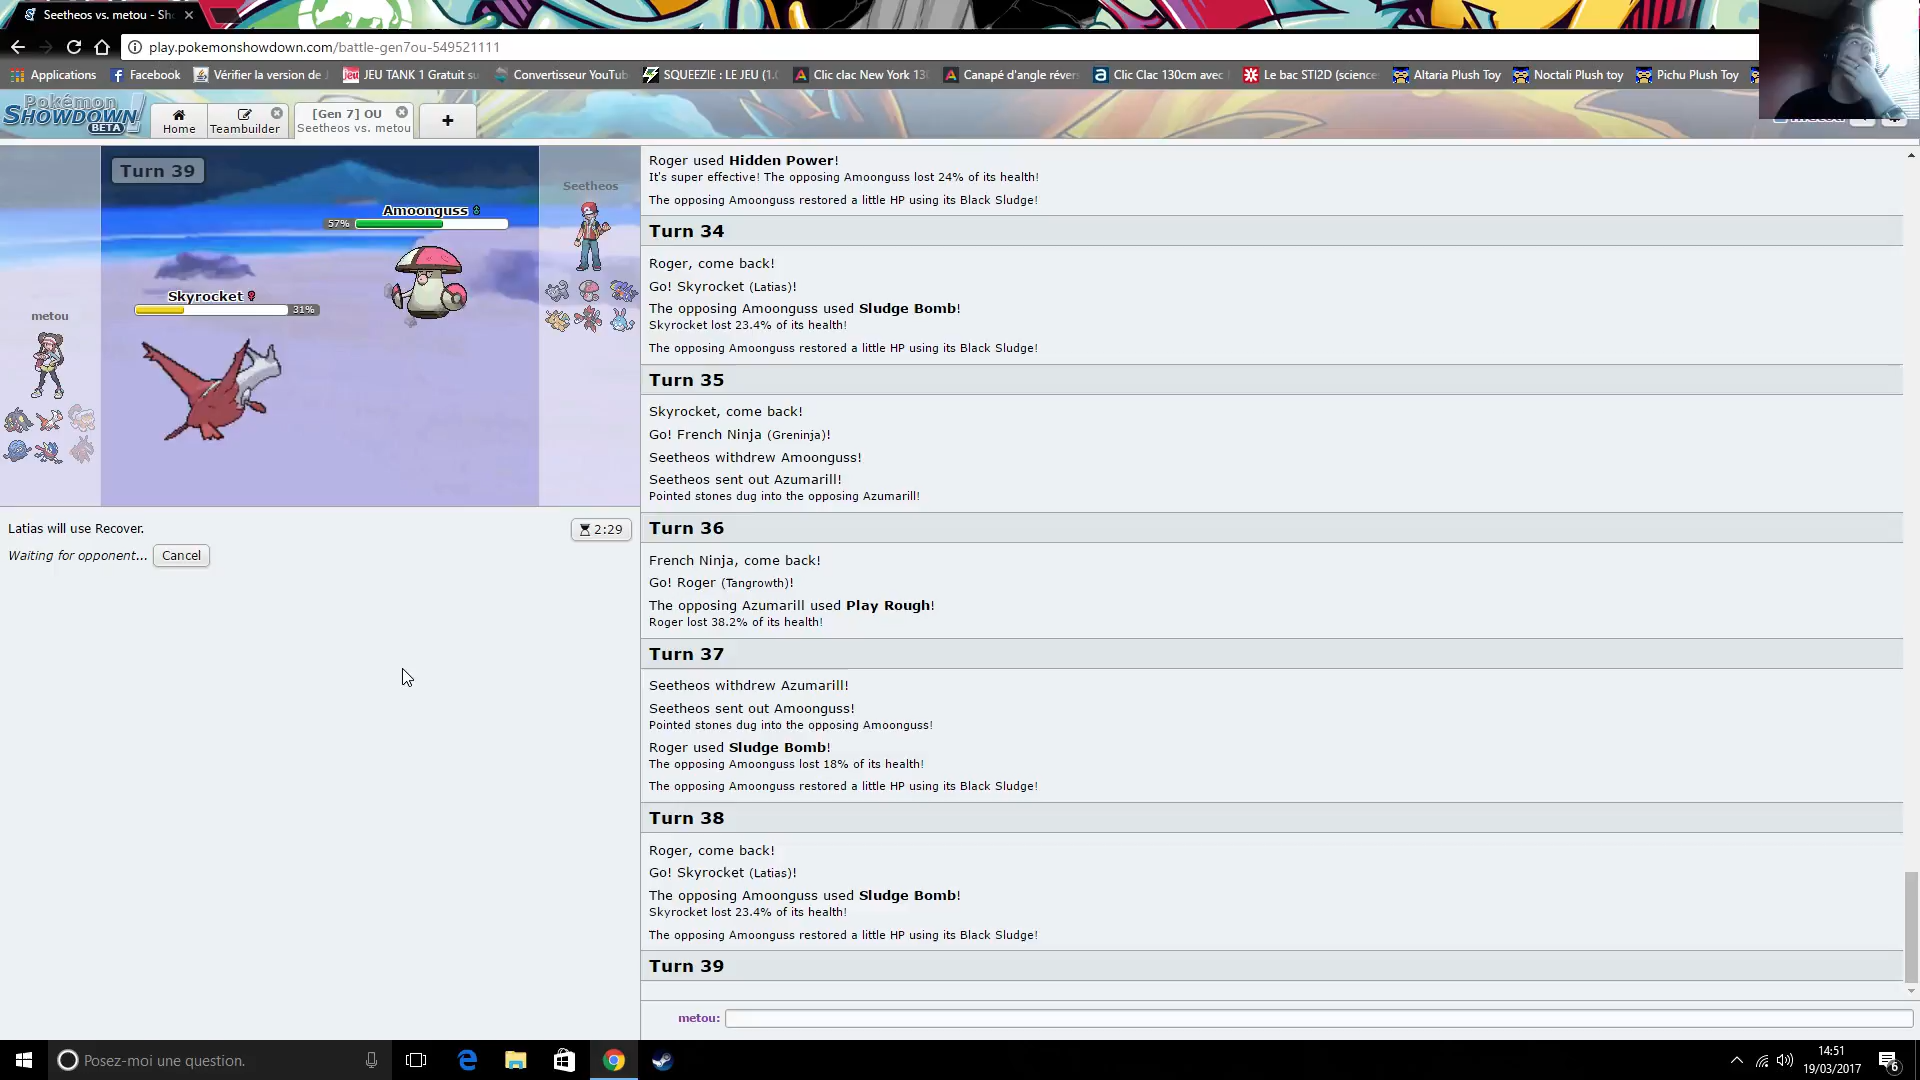 Seetheos vs. metou - Sho
play.pokemonshowdown.com/battle-gen7ou-549521111
Applications
Facebook
Vérifier la version de J
JEU TANK 1 Gratuit su
Convertisseur YouTub
SQUEEZIE : LE JEU (1.0
Clic clac New York 13
Canapé d'angle révers
Clic Clac 130cm avec
Le bac STI2D (science
Altaria Plush Toy
Noctali Plush toy
Pichu Plush Toy
Pokémon
SHOWDOWN!
BETA
Home
Teambuilder
[Gen 7] OU
Seetheos vs. metou
+
Turn 39
Amoonguss
57%
Skyrocket
31%
Seetheos
metou
Latias will use Recover.
Waiting for opponent... Cancel
2:29
Roger used Hidden Power!
It's super effective! The opposing Amoonguss lost 24% of its health!
The opposing Amoonguss restored a little HP using its Black Sludge!
Turn 34
Roger, come back!
Go! Skyrocket (Latias)!
The opposing Amoonguss used Sludge Bomb!
Skyrocket lost 23.4% of its health!
The opposing Amoonguss restored a little HP using its Black Sludge!
Turn 35
Skyrocket, come back!
Go! French Ninja (Greninja)!
Seetheos withdrew Amoonguss!
Seetheos sent out Azumarill!
Pointed stones dug into the opposing Azumarill!
Turn 36
French Ninja, come back!
Go! Roger (Tangrowth)!
The opposing Azumarill used Play Rough!
Roger lost 38.2% of its health!
Turn 37
Seetheos withdrew Azumarill!
Seetheos sent out Amoonguss!
Pointed stones dug into the opposing Amoonguss!
Roger used Sludge Bomb!
The opposing Amoonguss lost 18% of its health!
The opposing Amoonguss restored a little HP using its Black Sludge!
Turn 38
Roger, come back!
Go! Skyrocket (Latias)!
The opposing Amoonguss used Sludge Bomb!
Skyrocket lost 23.4% of its health!
The opposing Amoonguss restored a little HP using its Black Sludge!
Turn 39
metou:
Posez-moi une question.
14:51
19/03/2017
6